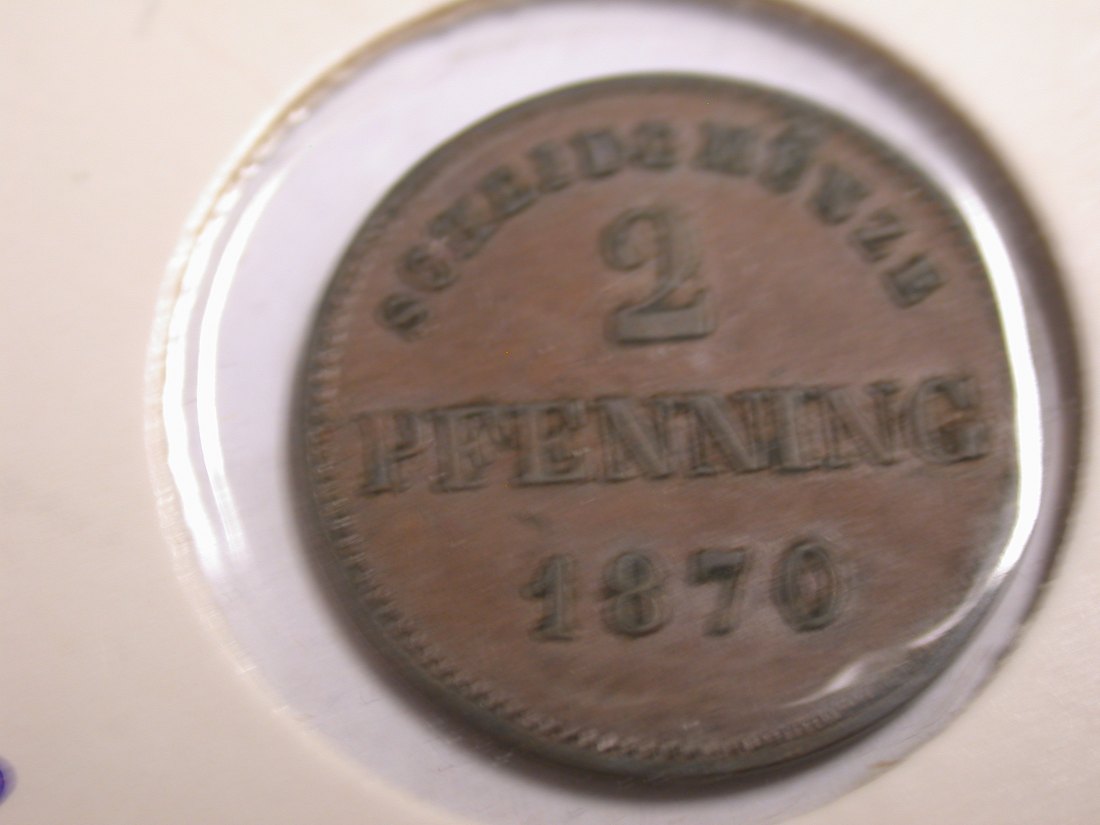 SCHEIDEMÜNZE
2
PFENNING
1870